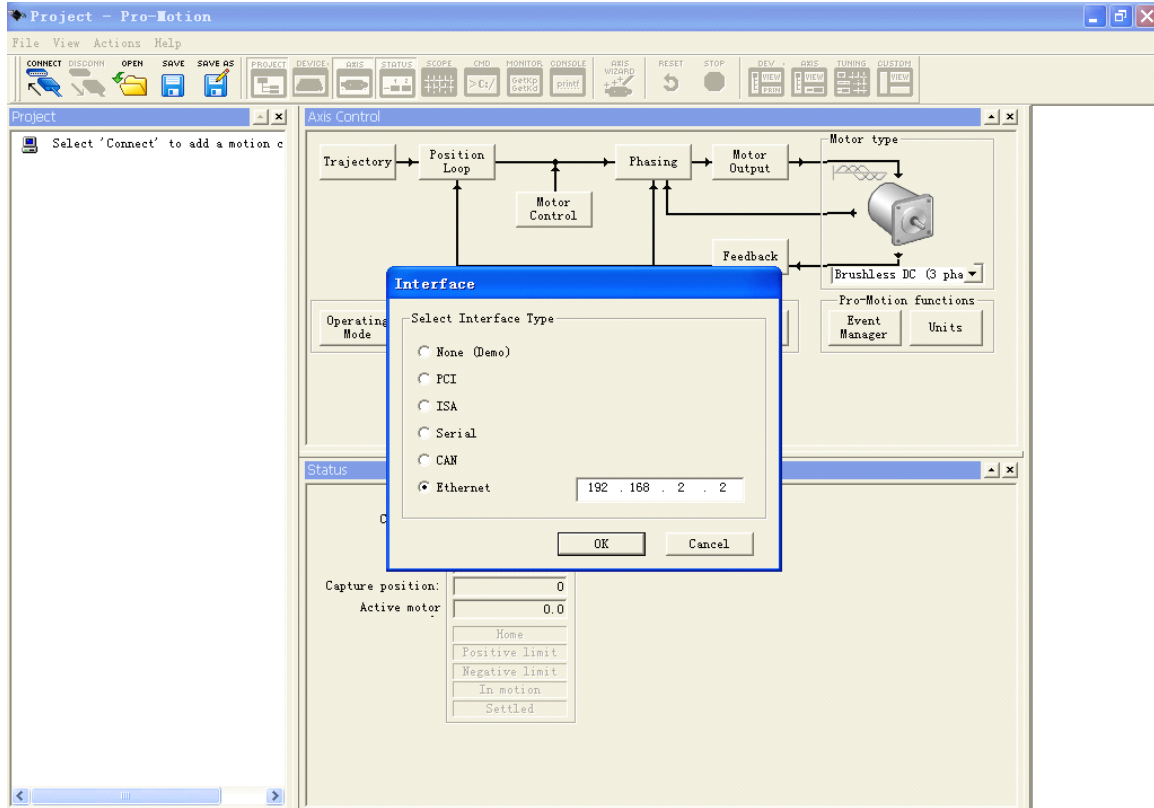 Project - Pro-Motion
File View Actions Help
CONNECT DISCONN OPEN SAVE SAVE AS PROJECT DEVICE AXIS STATUS SCOPE CMD MONITOR CONSOLE AXIS WIZARD RESET STOP DEV AXIS TUNING CUSTOM
>C:/ GetKp GetKd printf VIEW PRIN VIEW VIEW
Project
Select 'Connect' to add a motion c
Axis Control
Trajectory
Position
Loop
Phasing
Motor
Output
Motor
Control
Feedback
Motor type
Brushless DC (3 pha
Operating
Mode
Pro-Motion functions
Event
Manager
Units
Interface
Select Interface Type
None (Demo)
PCI
ISA
Serial
CAN
Ethernet
192 . 168 . 2 . 2
OK
Cancel
Status
C
Capture position: 0
Active motor 0.0
Home
Positive limit
Negative limit
In motion
Settled